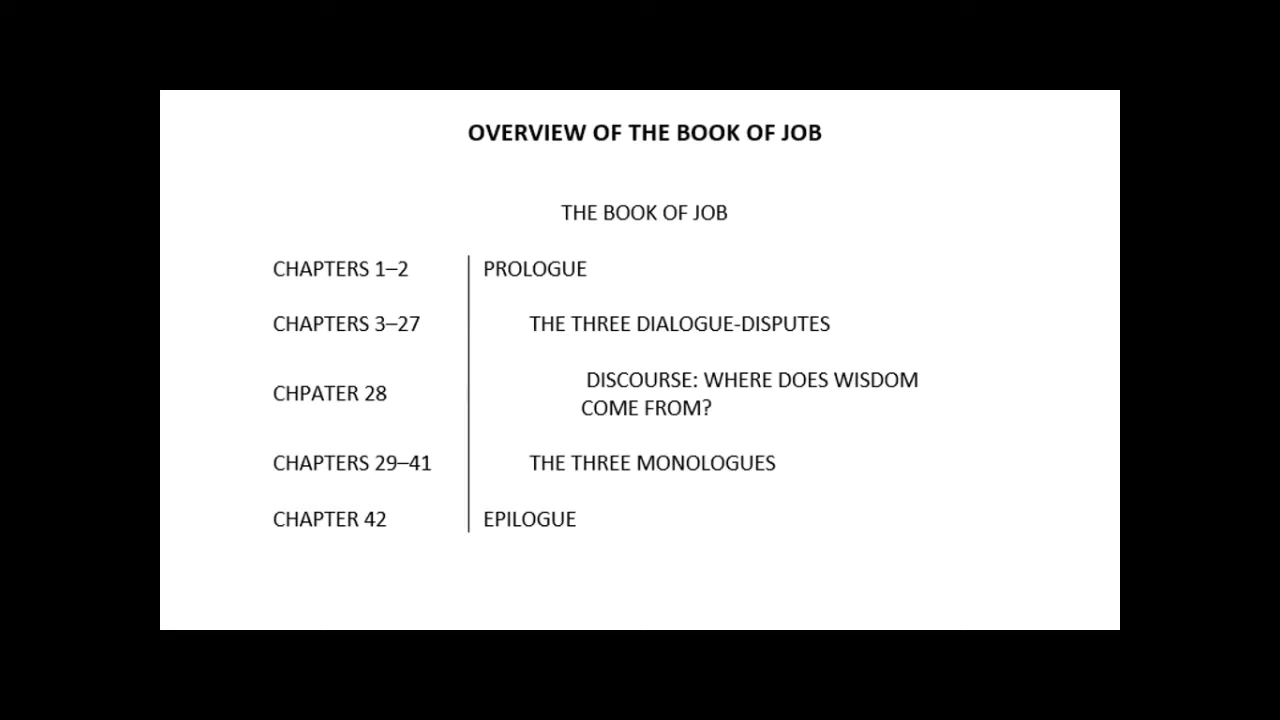 OVERVIEW OF THE BOOK OF JOB
THE BOOK OF JOB
CHAPTERS 1–2 PROLOGUE
CHAPTERS 3–27 THE THREE DIALOGUE-DISPUTES
CHPATER 28 DISCOURSE: WHERE DOES WISDOM
COME FROM?
CHAPTERS 29–41 THE THREE MONOLOGUES
CHAPTER 42 EPILOGUE